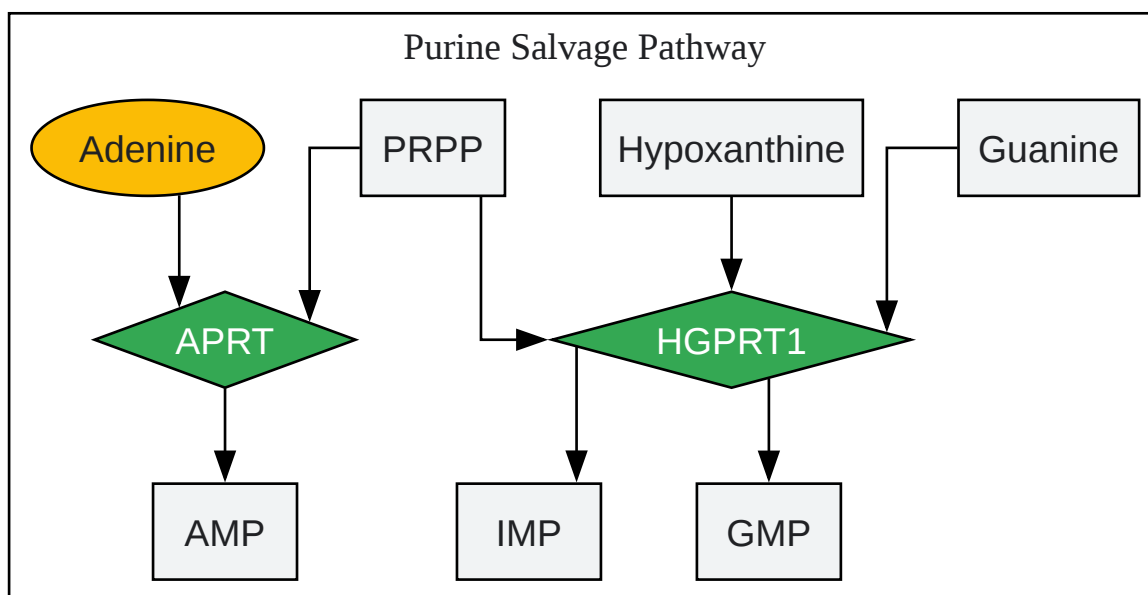 Purine Salvage Pathway
Adenine
PRPP
Hypoxanthine
Guanine
APRT
HGPRT1
AMP
IMP
GMP